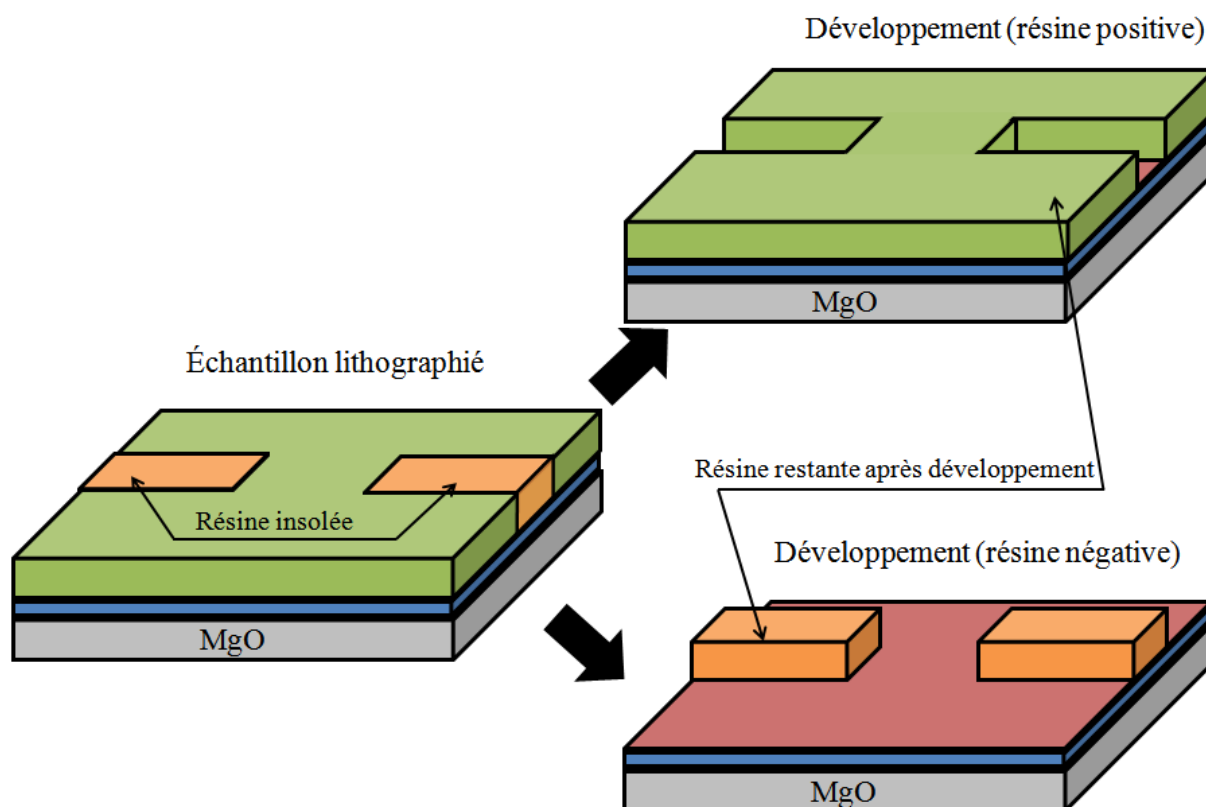 Développement (résine positive)
MgO
Échantillon lithographié
Résine restante après développement
Résine insolée
Développement (résine négative)
MgO
MgO